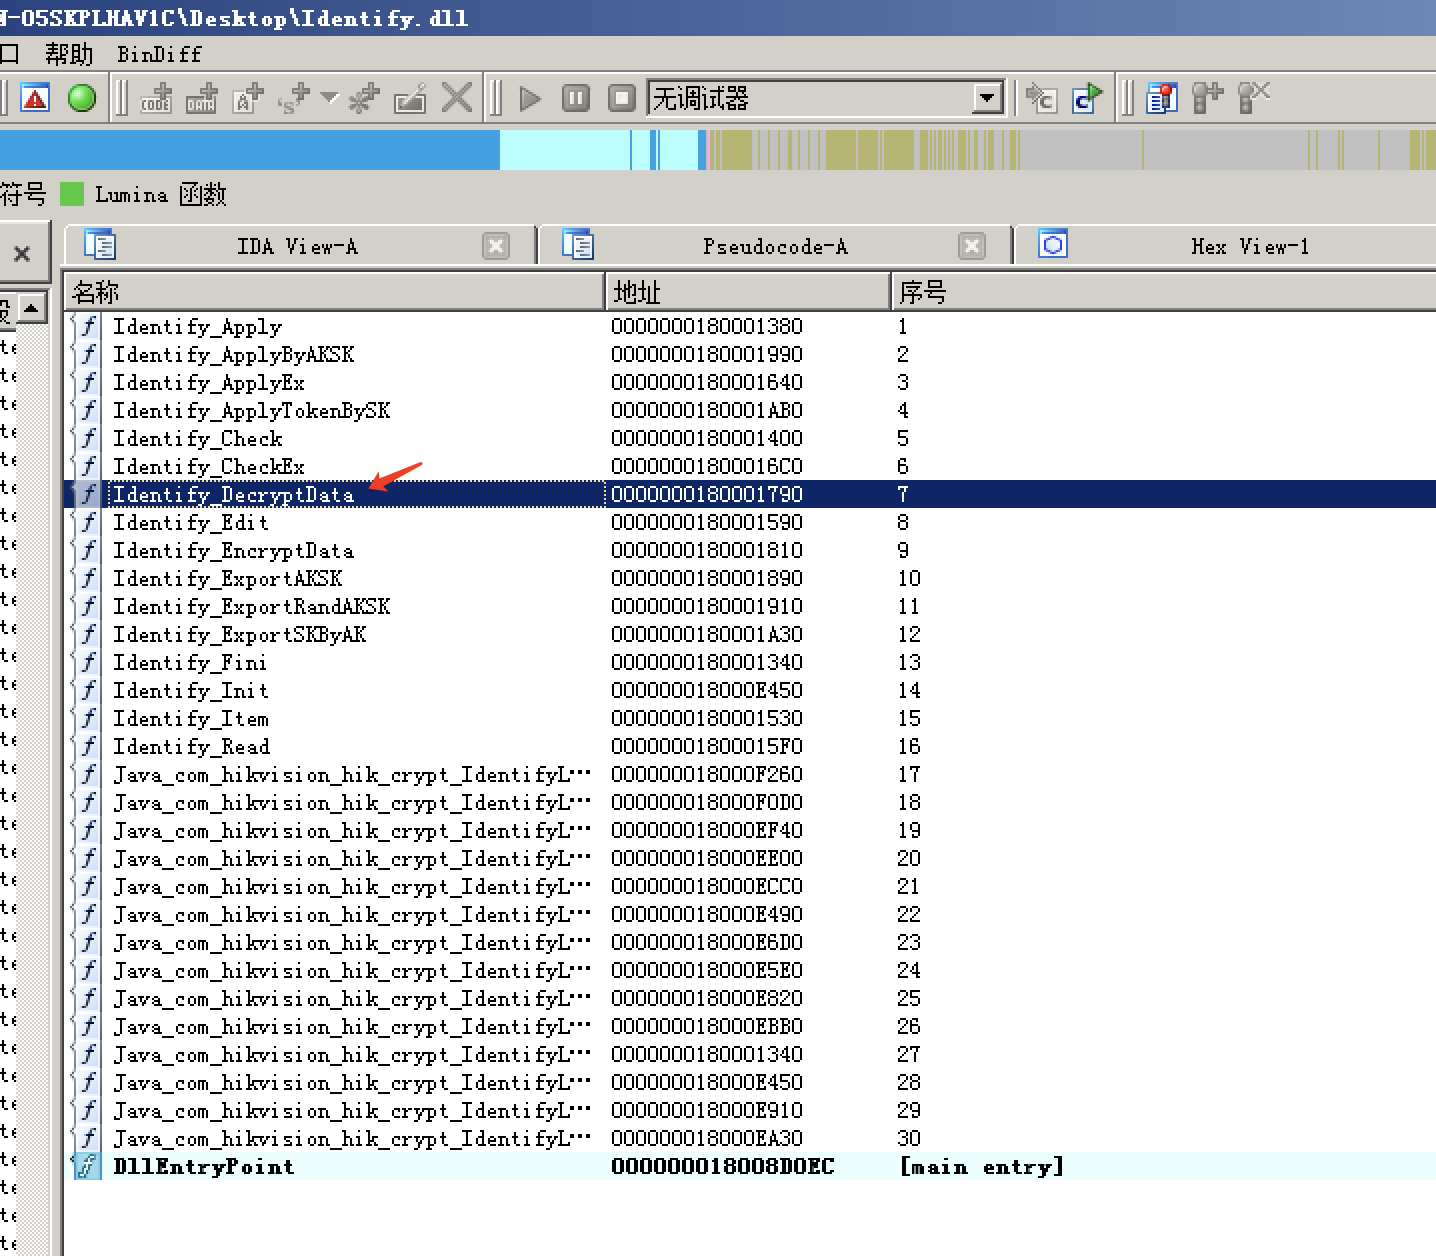 N-O5SKPLHAV1C\Desktop\Identify.dll
口 帮助 BinDiff
无调试器
符号 Lumina 函数
IDA View-A Pseudocode-A Hex View-1
名称 地址 序号
Identify_Apply 0000000180001380 1
Identify_ApplyByAKSK 0000000180001990 2
Identify_ApplyEx 0000000180001640 3
Identify_ApplyTokenBySK 0000000180001AB0 4
Identify_Check 0000000180001400 5
Identify_CheckEx 00000001800016C0 6
Identify_DecryptData 0000000180001790 7
Identify_Edit 0000000180001590 8
Identify_EncryptData 0000000180001810 9
Identify_ExportAKSK 0000000180001890 10
Identify_ExportRandAKSK 0000000180001910 11
Identify_ExportSKByAK 0000000180001A30 12
Identify_Fini 0000000180001340 13
Identify_Init 000000018000E450 14
Identify_Item 0000000180001530 15
Identify_Read 00000001800015F0 16
Java_com_hikvision_hik_crypt_IdentifyL… 000000018000F260 17
Java_com_hikvision_hik_crypt_IdentifyL… 000000018000F0D0 18
Java_com_hikvision_hik_crypt_IdentifyL… 000000018000EF40 19
Java_com_hikvision_hik_crypt_IdentifyL… 000000018000EE00 20
Java_com_hikvision_hik_crypt_IdentifyL… 000000018000ECC0 21
Java_com_hikvision_hik_crypt_IdentifyL… 000000018000E490 22
Java_com_hikvision_hik_crypt_IdentifyL… 000000018000E6D0 23
Java_com_hikvision_hik_crypt_IdentifyL… 000000018000E5E0 24
Java_com_hikvision_hik_crypt_IdentifyL… 000000018000E820 25
Java_com_hikvision_hik_crypt_IdentifyL… 000000018000EBB0 26
Java_com_hikvision_hik_crypt_IdentifyL… 0000000180001340 27
Java_com_hikvision_hik_crypt_IdentifyL… 000000018000E450 28
Java_com_hikvision_hik_crypt_IdentifyL… 000000018000E910 29
Java_com_hikvision_hik_crypt_IdentifyL… 000000018000EA30 30
DllEntryPoint 000000018008D0EC [main entry]